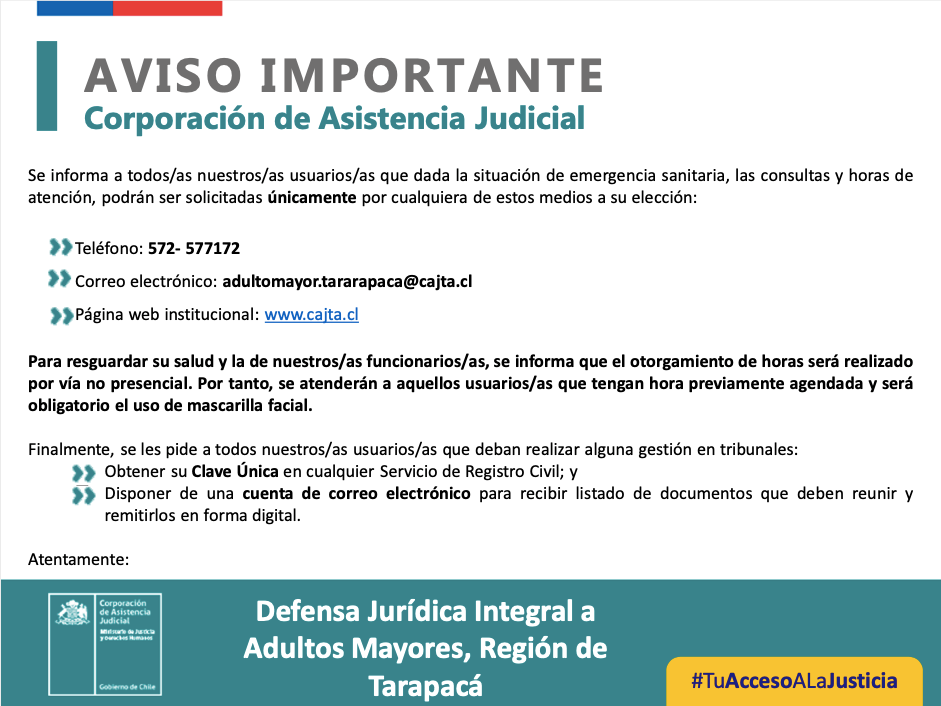 AVISO IMPORTANTE
Corporación de Asistencia Judicial
Se informa a todos/as nuestros/as usuarios/as que dada la situación de emergencia sanitaria, las consultas y horas de
atención, podrán ser solicitadas únicamente por cualquiera de estos medios a su elección:
Teléfono: 572- 577172
Correo electrónico: adultomayor.tararapaca@cajta.cl
Página web institucional: www.cajta.cl
Para resguardar su salud y la de nuestros/as funcionarios/as, se informa que el otorgamiento de horas será realizado
por vía no presencial. Por tanto, se atenderán a aquellos usuarios/as que tengan hora previamente agendada y será
obligatorio el uso de mascarilla facial.
Finalmente, se les pide a todos nuestros/as usuarios/as que deban realizar alguna gestión en tribunales:
Obtener su Clave Única en cualquier Servicio de Registro Civil; y
Disponer de una cuenta de correo electrónico para recibir listado de documentos que deben reunir y
remitirlos en forma digital.
Atentamente:
Corporación
de Asistencia
Judicial
Ministerio de Justicia
y Derechos Humanos
Gobierno de Chile
Defensa Jurídica Integral a
Adultos Mayores, Región de
Tarapacá
#TuAccesoALaJusticia